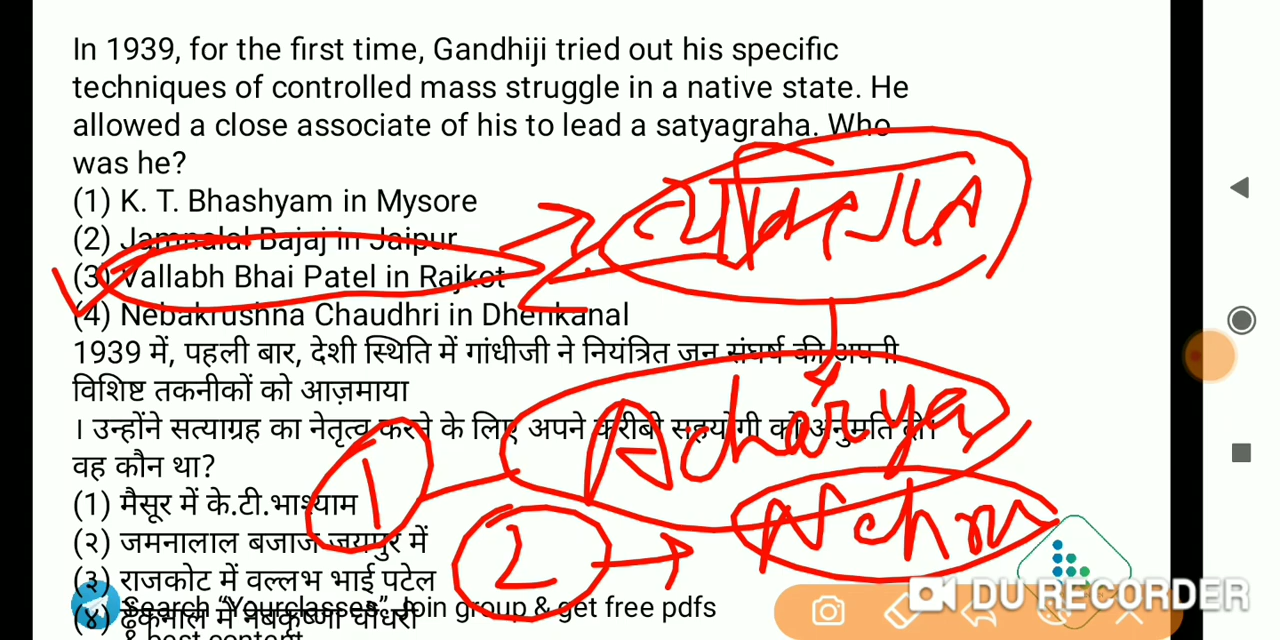 In 1939, for the first time, Gandhiji tried out his specific
techniques of controlled mass struggle in a native state. He
allowed a close associate of his to lead a satyagraha. Who
was he?
(1) K. T. Bhashyam in Mysore
(2) Jamnalal Bajaj in Jaipur
(3) Vallabh Bhai Patel in Rajkot
(4) Nebakrushna Chaudhri in Dhenkanal
1939 में, पहली बार, देशी स्थिति में गांधीजी ने नियंत्रित जन संघर्ष की अपनी
विशिष्ट तकनीकों को आज़माया
। उन्होंने सत्याग्रह का नेतृत्व करने के लिए अपने करीबी सहयोगी को अनुमति दी।
वह कौन था?
Acharya
(1) मैसूर में के.टी.भाश्याम
1
Nehru
(२) जमनालाल बजाज जयपुर में
2
(३) राजकोट में वल्लभ भाई पटेल
Search “Yourclasses”. Join group & get free pdfs
(४) ढेंकनाल में नबकृष्णा चौधरी
& best content
DU RECORDER